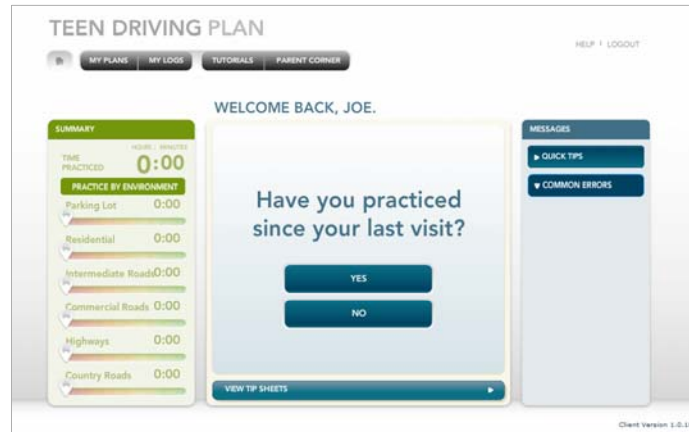 TEEN DRIVING PLAN
HELP | LOGOUT
MY PLANS MY LOGS TUTORIALS PARENT CORNER
WELCOME BACK, JOE.
SUMMARY
HOURS | MINUTES
TIME
PRACTICED
0:00
PRACTICE BY ENVIRONMENT
Parking Lot 0:00
Residential 0:00
Intermediate Roads 0:00
Commercial Roads 0:00
Highways 0:00
Country Roads 0:00
Have you practiced
since your last visit?
YES
NO
VIEW TIP SHEETS
MESSAGES
QUICK TIPS
COMMON ERRORS
Client Version